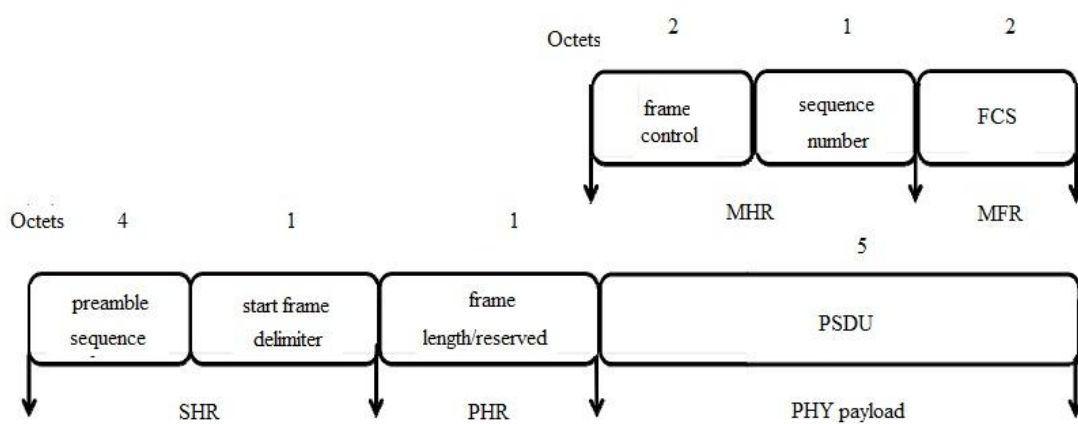 Octets 2 1 2
frame
control
sequence
number
FCS
MHR MFR
Octets 4 1 1 5
preamble
sequence
start frame
delimiter
frame
length/reserved
PSDU
SHR PHR PHY payload